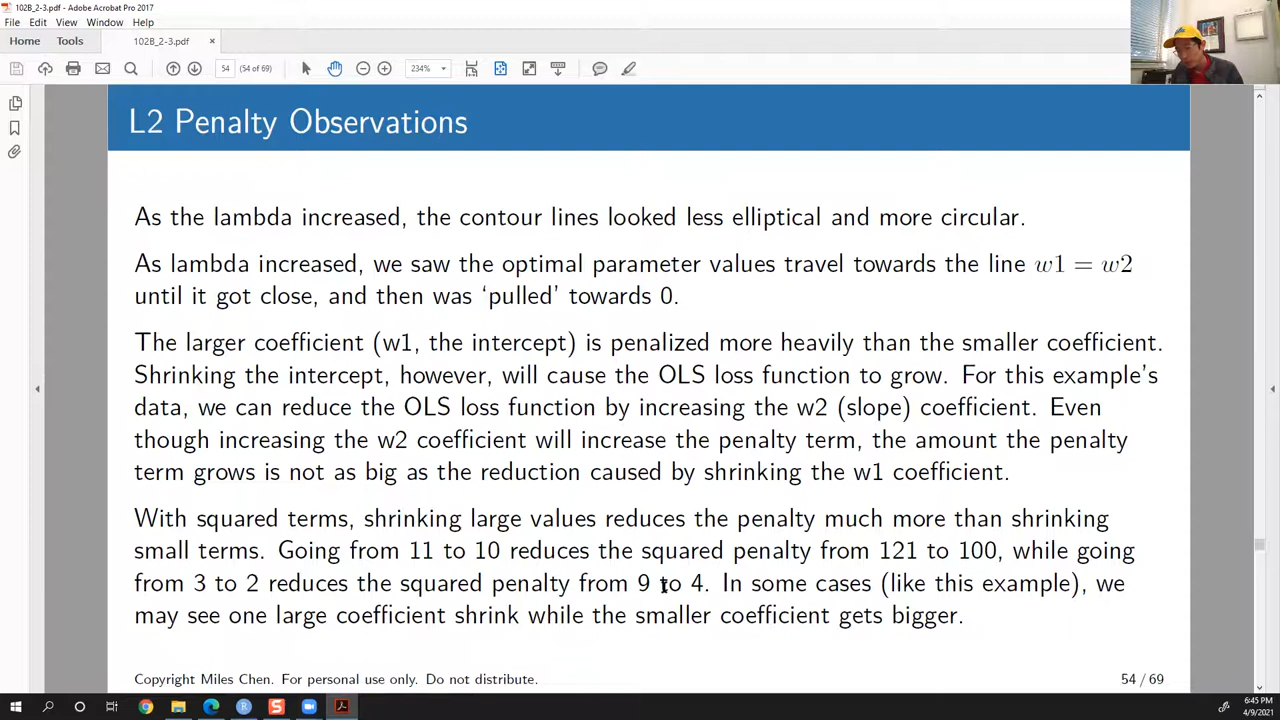 102B_2-3.pdf - Adobe Acrobat Pro 2017
File Edit View Window Help
Home Tools 102B_2-3.pdf ×
54 (54 of 69) 234%
L2 Penalty Observations
As the lambda increased, the contour lines looked less elliptical and more circular.
As lambda increased, we saw the optimal parameter values travel towards the line w1 = w2
until it got close, and then was ‘pulled’ towards 0.
The larger coefficient (w1, the intercept) is penalized more heavily than the smaller coefficient.
Shrinking the intercept, however, will cause the OLS loss function to grow. For this example's
data, we can reduce the OLS loss function by increasing the w2 (slope) coefficient. Even
though increasing the w2 coefficient will increase the penalty term, the amount the penalty
term grows is not as big as the reduction caused by shrinking the w1 coefficient.
With squared terms, shrinking large values reduces the penalty much more than shrinking
small terms. Going from 11 to 10 reduces the squared penalty from 121 to 100, while going
from 3 to 2 reduces the squared penalty from 9 to 4. In some cases (like this example), we
may see one large coefficient shrink while the smaller coefficient gets bigger.
Copyright Miles Chen. For personal use only. Do not distribute. 54 / 69
6:45 PM
4/9/2021